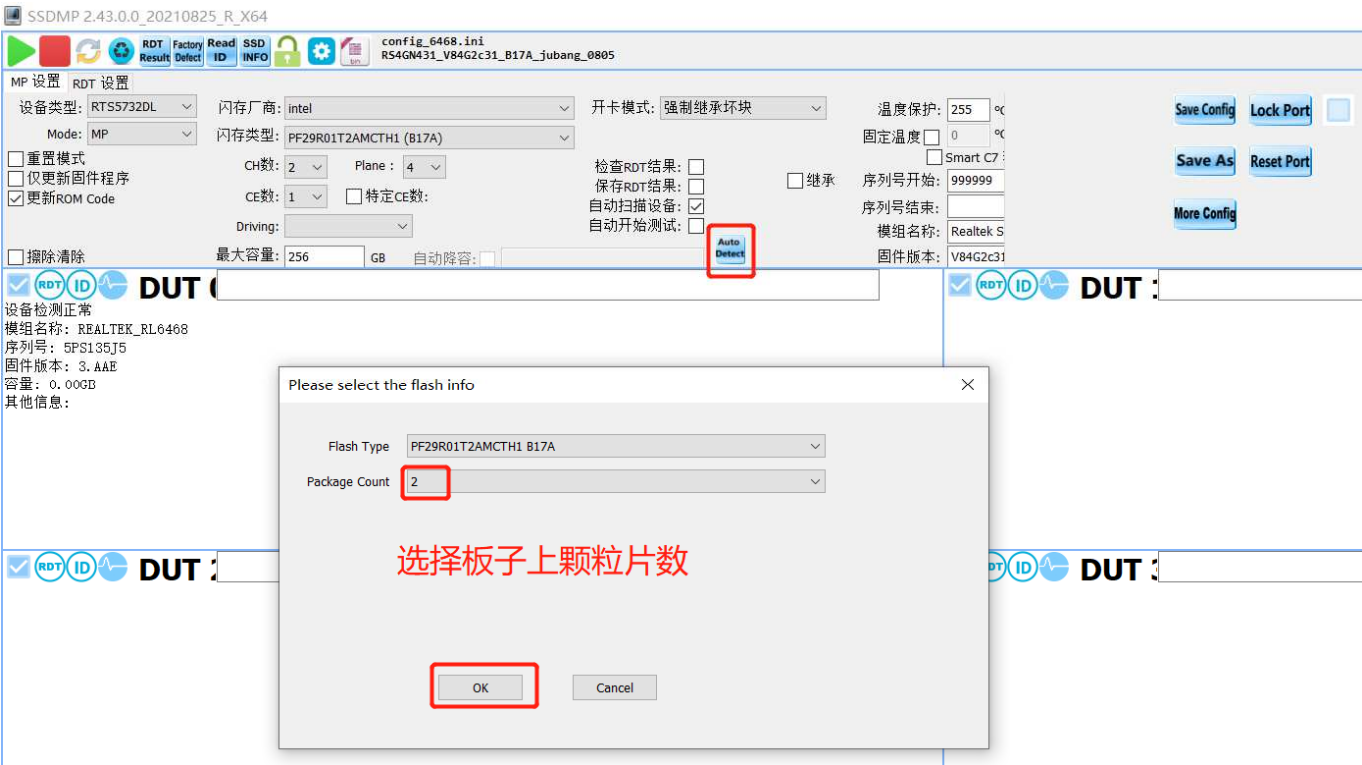 SSDMP 2.43.0.0_20210825_R_X64
RDT Result
Factory Defect
Read ID
SSD INFO
bin
config_6468.ini
RS4GN431_V84G2c31_B17A_jubang_0805
MP 设置 RDT 设置
设备类型: RTS5732DL
Mode: MP
重置模式
仅更新固件程序
更新ROM Code
擦除清除
闪存厂商: intel
闪存类型: PF29R01T2AMCTH1 (B17A)
CH数: 2 Plane : 4
CE数: 1 特定CE数:
Driving:
最大容量: 256 GB 自动降容:
开卡模式: 强制继承坏块
检查RDT结果:
保存RDT结果:
自动扫描设备:
自动开始测试:
继承
Auto Detect
温度保护: 255 ℃
固定温度 0 ℃
Smart C7
序列号开始: 999999
序列号结束:
模组名称: Realtek S
固件版本: V84G2c31
Save Config Lock Port
Save As Reset Port
More Config
RDT ID DUT
设备检测正常
模组名称: REALTEK_RL6468
序列号: 5PS135J5
固件版本: 3.AAE
容量: 0.00GB
其他信息:
RDT ID DUT
Please select the flash info
Flash Type PF29R01T2AMCTH1 B17A
Package Count 2
选择板子上颗粒片数
OK Cancel
RDT ID DUT
ID DUT